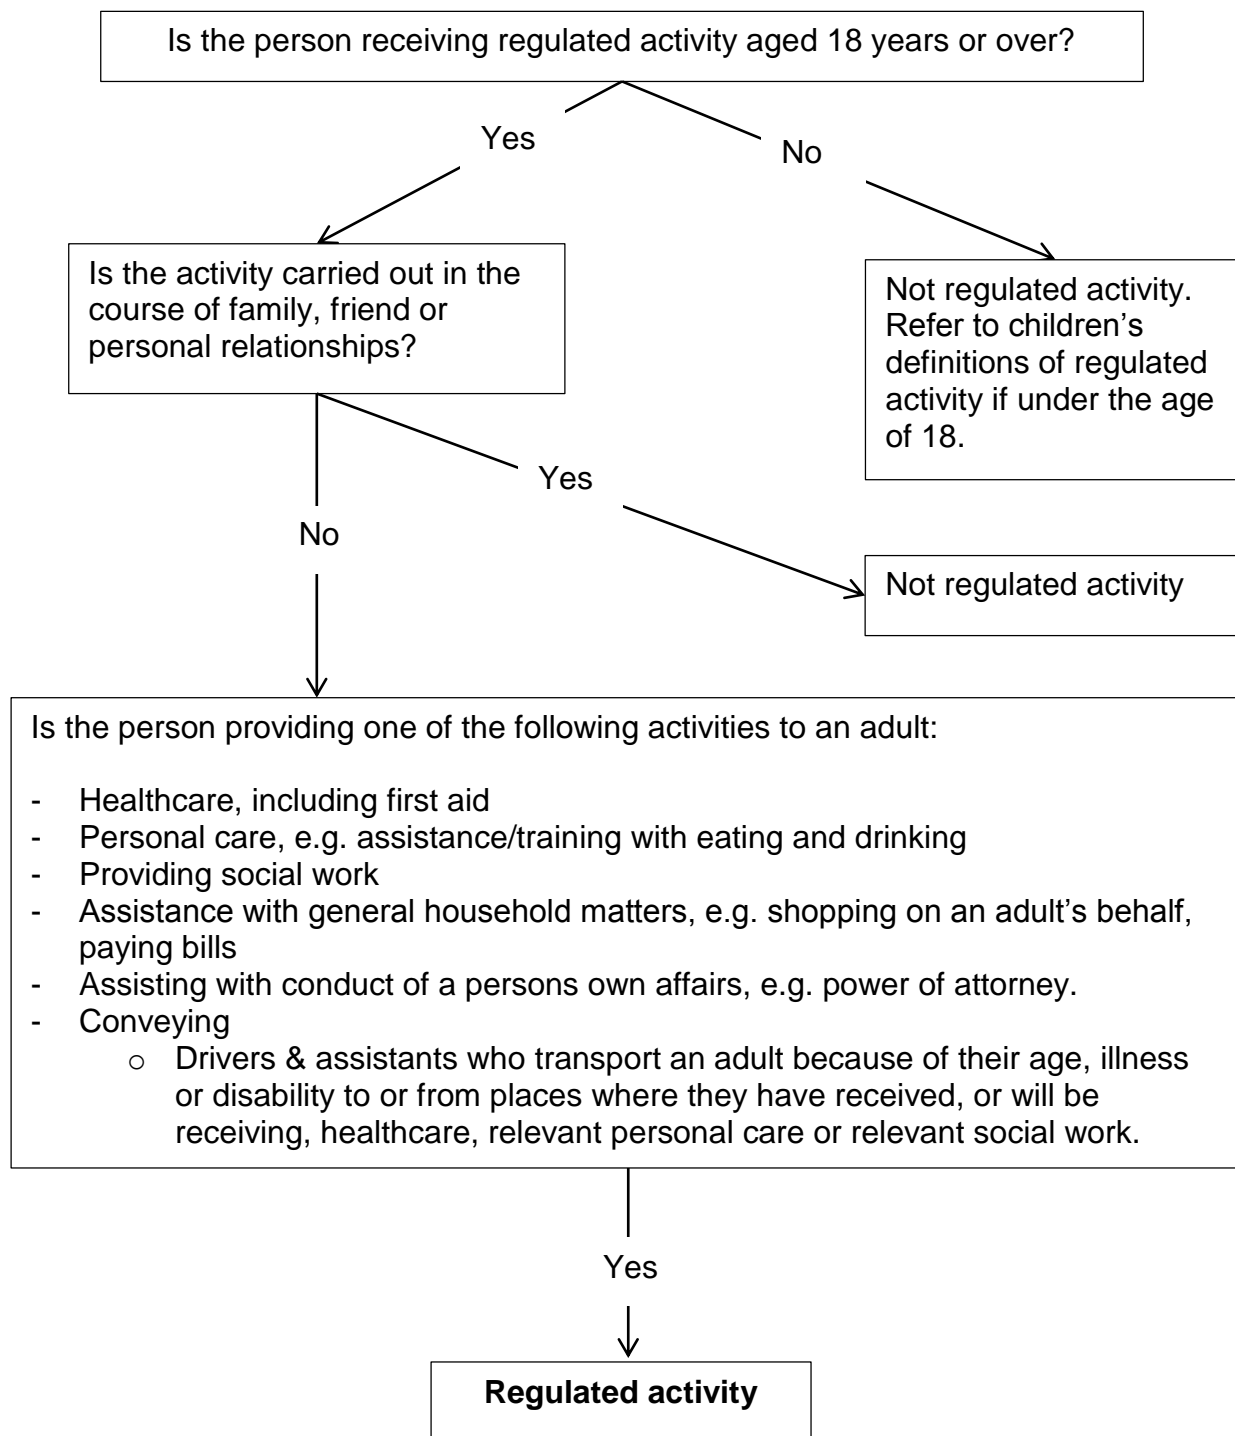 Is the person receiving regulated activity aged 18 years or over?
Yes
No
Is the activity carried out in the
course of family, friend or
personal relationships?
Not regulated activity.
Refer to children’s
definitions of regulated
activity if under the age
of 18.
Yes
No
Not regulated activity
Is the person providing one of the following activities to an adult:
- Healthcare, including first aid
- Personal care, e.g. assistance/training with eating and drinking
- Providing social work
- Assistance with general household matters, e.g. shopping on an adult’s behalf,
paying bills
- Assisting with conduct of a persons own affairs, e.g. power of attorney.
- Conveying
o Drivers & assistants who transport an adult because of their age, illness
or disability to or from places where they have received, or will be
receiving, healthcare, relevant personal care or relevant social work.
Yes
Regulated activity